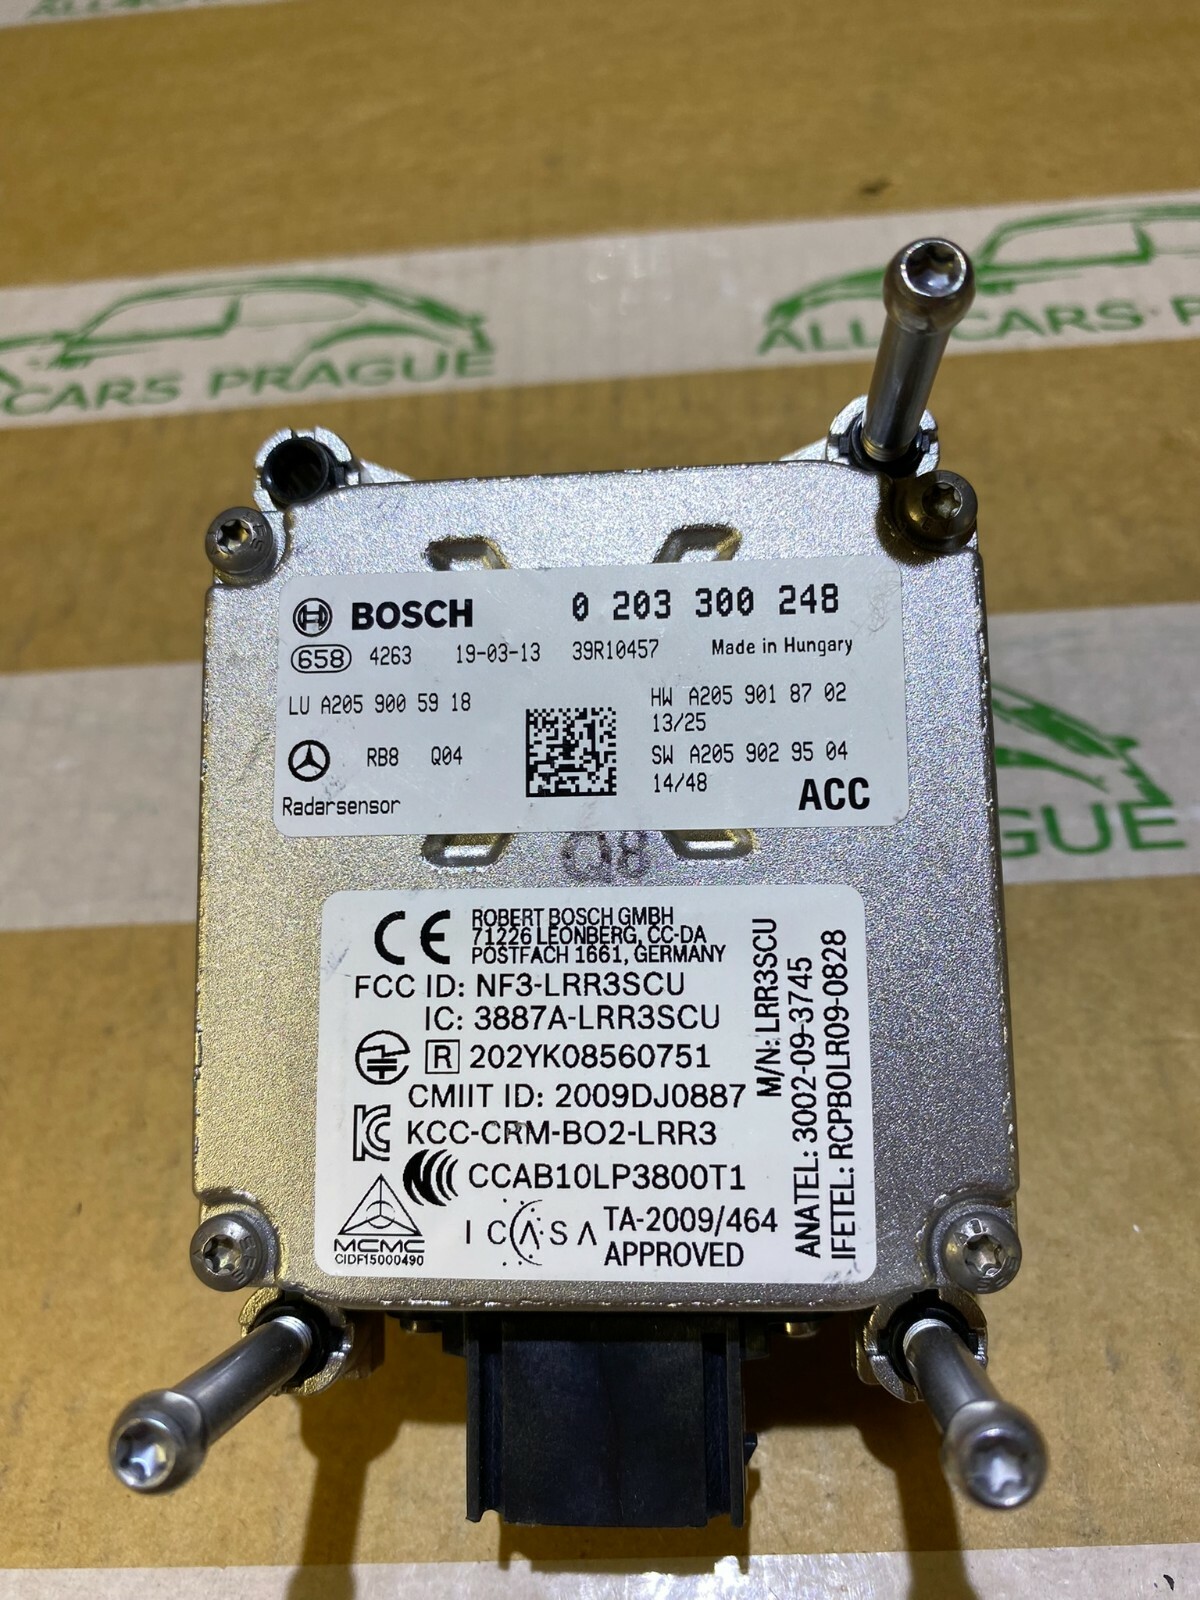 CARS PRAGUE
ALL CARS
BOSCH 0 203 300 248
658 4263 19-03-13 39R10457 Made in Hungary
LU A205 900 59 18
HW A205 901 87 02
13/25
RB8 Q04
SW A205 902 95 04
14/48
Radarsensor
ACC
GUE
Q8
CE
ROBERT BOSCH GMBH
71226 LEONBERG, CC-DA
POSTFACH 1661, GERMANY
FCC ID: NF3-LRR3SCU
IC: 3887A-LRR3SCU
R 202YK08560751
CMIIT ID: 2009DJ0887
KCC-CRM-BO2-LRR3
CCAB10LP3800T1
MCMC
CIDF15000490
ICASA TA-2009/464
APPROVED
M/N: LRR3SCU
ANATEL: 3002-09-3745
IFETEL: RCPBOLR09-0828